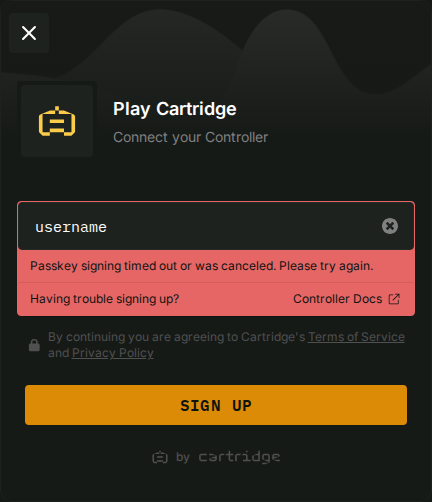 Play Cartridge
Connect your Controller
username
Passkey signing timed out or was canceled. Please try again.
Having trouble signing up? Controller Docs
By continuing you are agreeing to Cartridge's Terms of Service
and Privacy Policy
SIGN UP
by cartridge